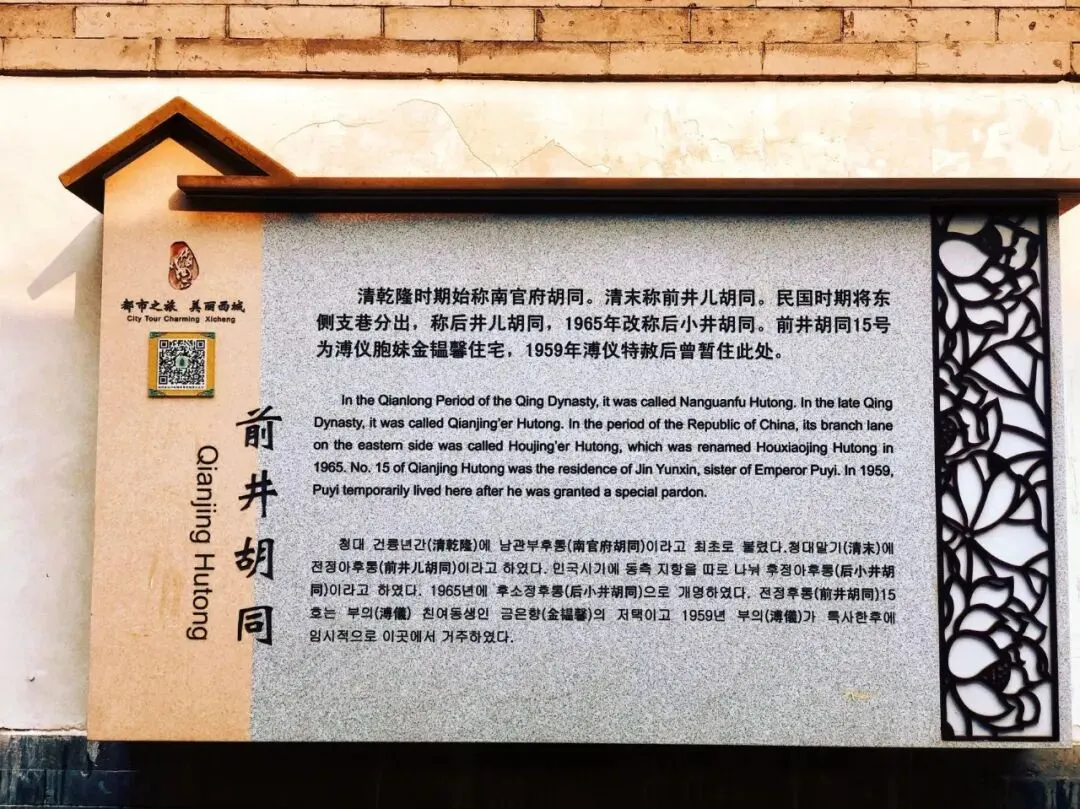 都市之旅 美丽西城
City Tour Charming Xicheng
前井胡同
Qianjing Hutong
清乾隆时期始称南官府胡同。清末称前井儿胡同。民国时期将东
侧支巷分出，称后井儿胡同，1965年改称后小井胡同。前井胡同15号
为溥仪胞妹金韫馨住宅，1959年溥仪特赦后曾暂住此处。
In the Qianlong Period of the Qing Dynasty, it was called Nanguanfu Hutong. In the late Qing
Dynasty, it was called Qianjing'er Hutong. In the period of the Republic of China, its branch lane
on the eastern side was called Houjing'er Hutong, which was renamed Houxiaojing Hutong in
1965. No. 15 of Qianjing Hutong was the residence of Jin Yunxin, sister of Emperor Puyi. In 1959,
Puyi temporarily lived here after he was granted a special pardon.
청대 건륭년간(清乾隆)에 남관부후통(南官府胡同)이라고 최초로 불렸다.청대말기(清末)에
전정아후통(前井儿胡同)이라고 하였다. 민국시기에 동측 지항을 따로 나눠 후정아후통(后小井胡
同)이라고 하였다. 1965년에 후소정후통(后小井胡同)으로 개명하였다. 전정후통(前井胡同)15
호는 부의(溥儀) 친여동생인 금은향(金韫馨)의 저택이고 1959년 부의(溥儀)가 특사한후에
임시적으로 이곳에서 거주하였다.